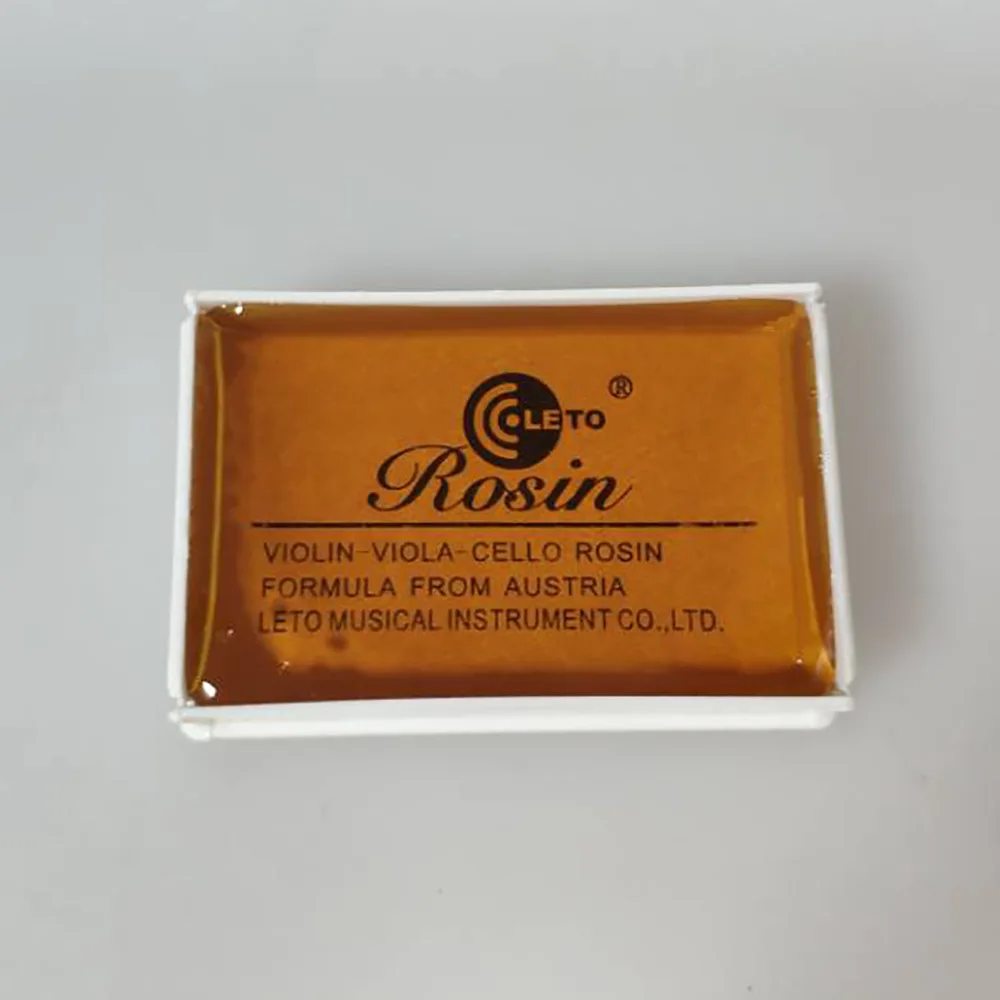 LETO ®
Rosin
VIOLIN-VIOLA-CELLO ROSIN
FORMULA FROM AUSTRIA
LETO MUSICAL INSTRUMENT CO.,LTD.